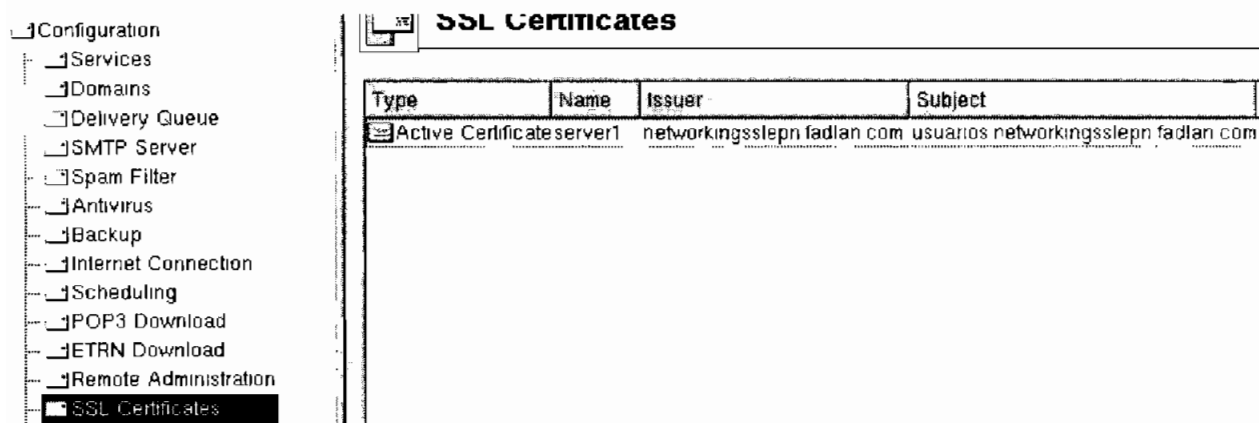 Configuration
Services
Domains
Delivery Queue
SMTP Server
Spam Filter
Antivirus
Backup
Internet Connection
Scheduling
POP3 Download
ETRN Download
Remote Administration
SSL Certificates
SSL Certificates
Type Name Issuer Subject
Active Certificate server1 networkingsslepn fadlan com usuarios networkingsslepn fadlan com